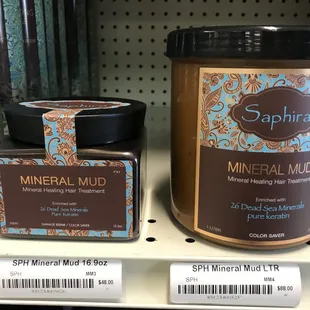 MINERAL MUD
Mineral Healing Hair Treatment
Enriched with
26 Dead Sea Minerals
Pure Keratin
Saphira
MINERAL MUD
Mineral Healing Hair Treatment
Enriched with
26 Dead Sea Minerals
pure keratin
COLOR SAVER
SPH Mineral Mud 16.9oz
SPH
MM3
$48.00
SPH Mineral Mud LTR
SPH
MM4
$88.00